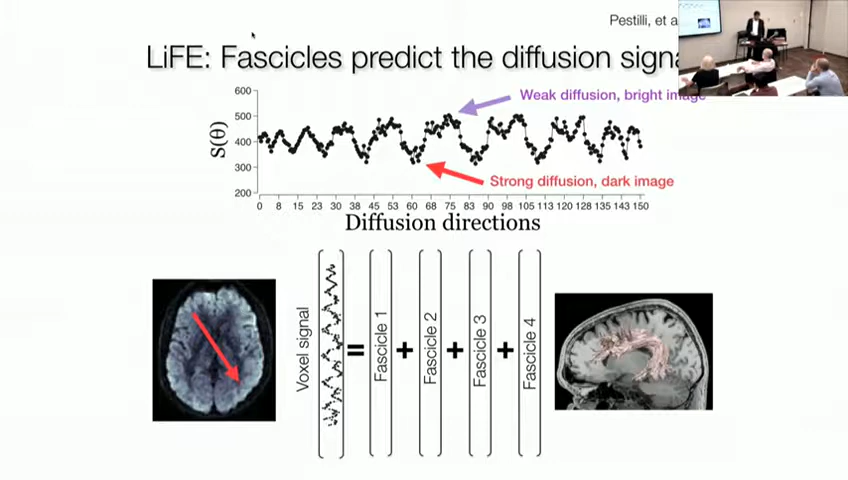 Pestilli, et a
LiFE: Fascicles predict the diffusion signa
600
500
400
300
200
S(θ)
Weak diffusion, bright image
Strong diffusion, dark image
0 8 15 23 30 38 45 53 60 68 75 83 90 98 105 113 120 128 135 143 150
Diffusion directions
Voxel signal
=
Fascicle 1
+
Fascicle 2
+
Fascicle 3
+
Fascicle 4